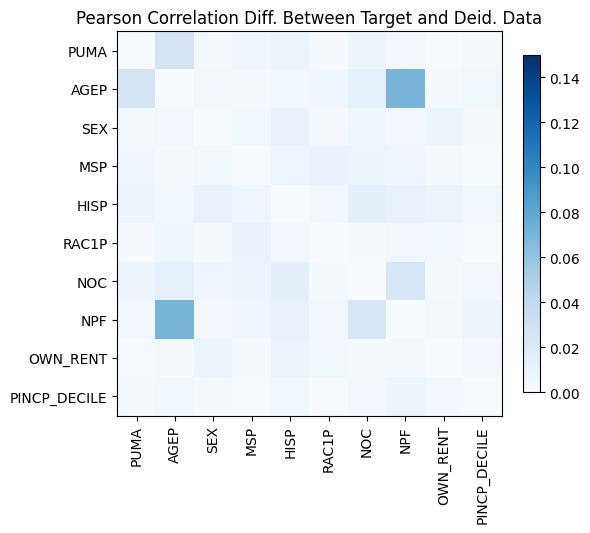 Pearson Correlation Diff. Between Target and Deid. Data
PUMA
AGEP
SEX
MSP
HISP
RAC1P
NOC
NPF
OWN_RENT
PINCP_DECILE
PUMA
AGEP
SEX
MSP
HISP
RAC1P
NOC
NPF
OWN_RENT
PINCP_DECILE
0.14
0.12
0.10
0.08
0.06
0.04
0.02
0.00